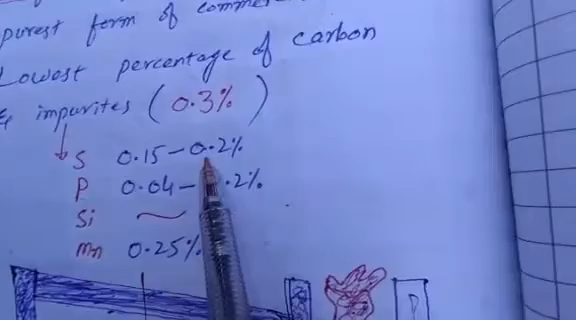 purest form of
Lowest percentage of carbon
& impurites (0.3%)
S 0.15 - 0.2%
P 0.04 - .2%
Si ~
Mn 0.25%
P